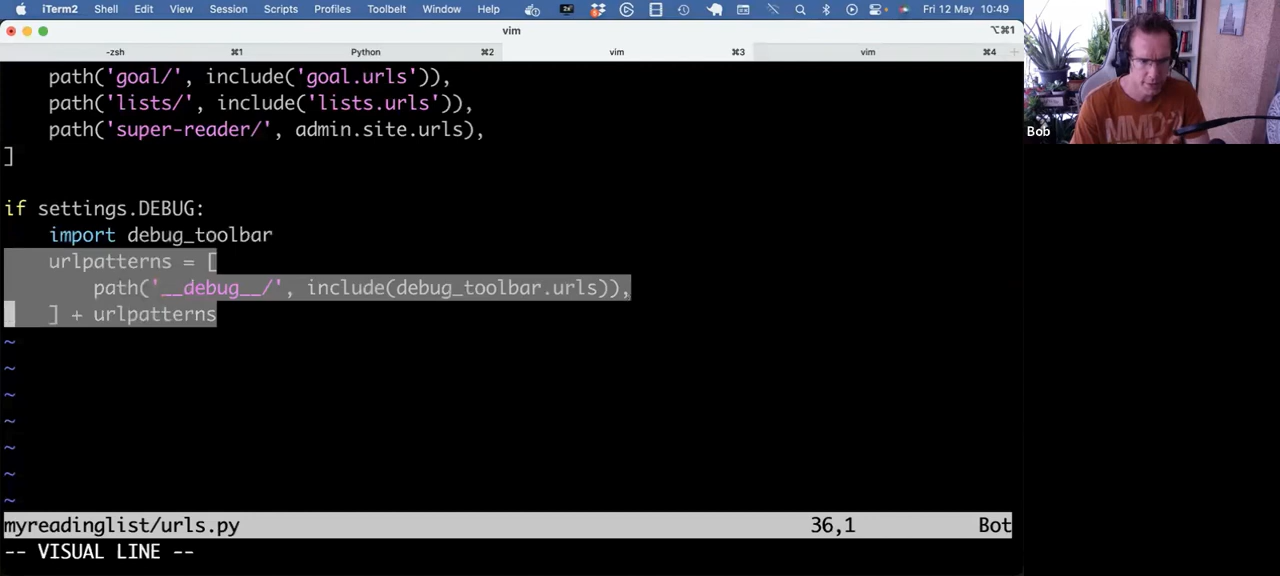 iTerm2 Shell Edit View Session Scripts Profiles Toolbelt Window Help Fri 12 May 10:49
vim ⌥⌘1
-zsh ⌘1 Python ⌘2 vim ⌘3 vim ⌘4
    path('goal/', include('goal.urls')),
    path('lists/', include('lists.urls')),
    path('super-reader/', admin.site.urls),
]
if settings.DEBUG:
    import debug_toolbar
    urlpatterns = [
        path('__debug__/', include(debug_toolbar.urls)),
    ] + urlpatterns
~
~
~
~
~
~
~
myreadinglist/urls.py 36,1 Bot
-- VISUAL LINE --
Bob